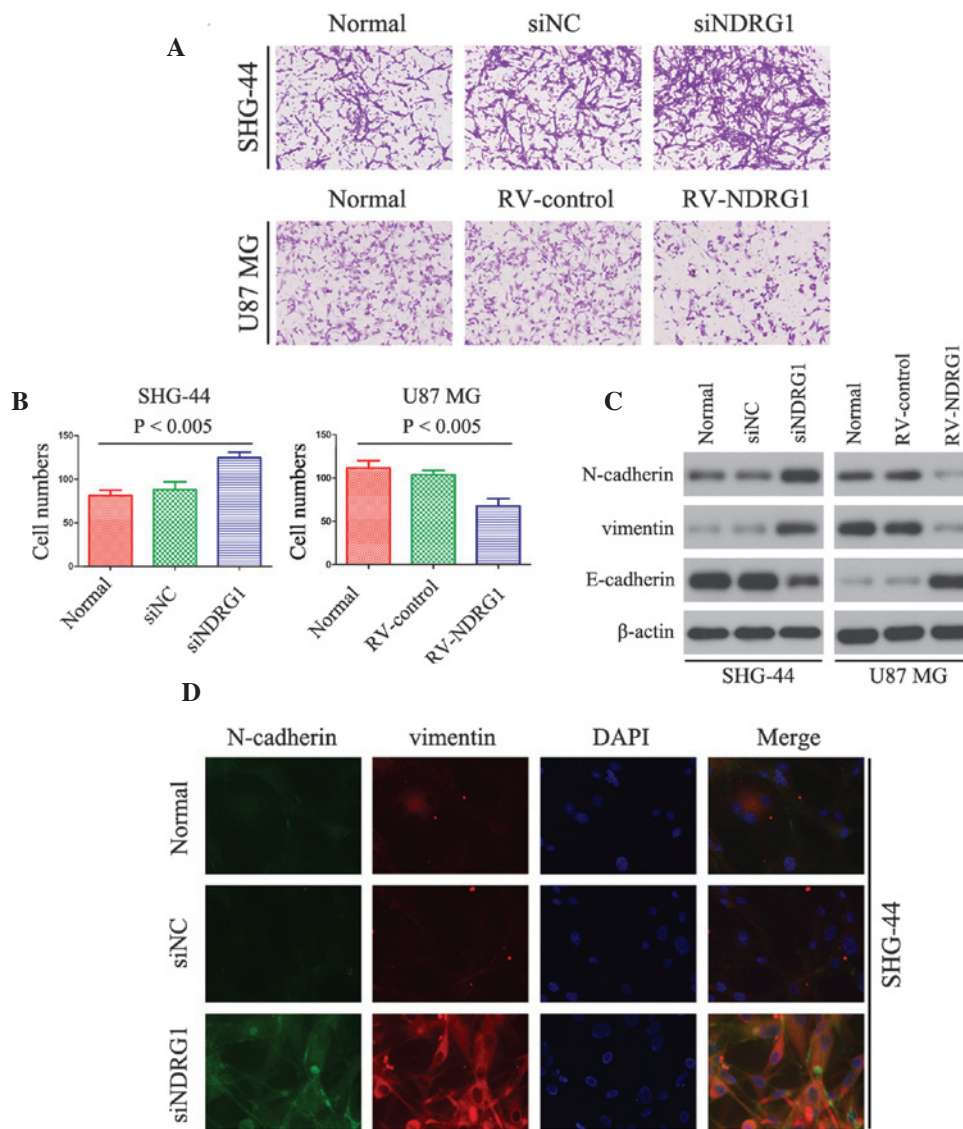 A
Normal siNC siNDRG1
SHG-44
Normal RV-control RV-NDRG1
U87 MG
B
SHG-44
P < 0.005
Cell numbers
150
100
50
0
Normal
siNC
siNDRG1
U87 MG
P < 0.005
Cell numbers
150
100
50
0
Normal
RV-control
RV-NDRG1
C
Normal
siNC
siNDRG1
Normal
RV-control
RV-NDRG1
N-cadherin
vimentin
E-cadherin
β-actin
SHG-44 U87 MG
D
N-cadherin vimentin DAPI Merge
Normal
siNC
siNDRG1
SHG-44